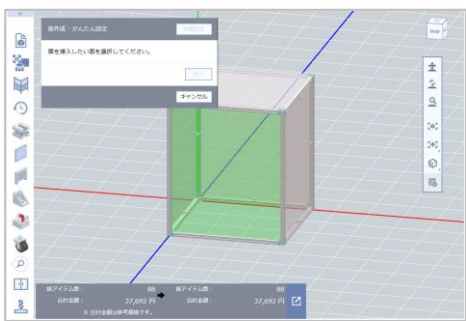 扉作成 - かんたん設定
扉を挿入したい面を選択してください。
キャンセル
総アイテム数： 88 総アイテム数： 88
合計金額： 37,692 円 合計金額： 37,692 円
※ 合計金額は参考価格です。